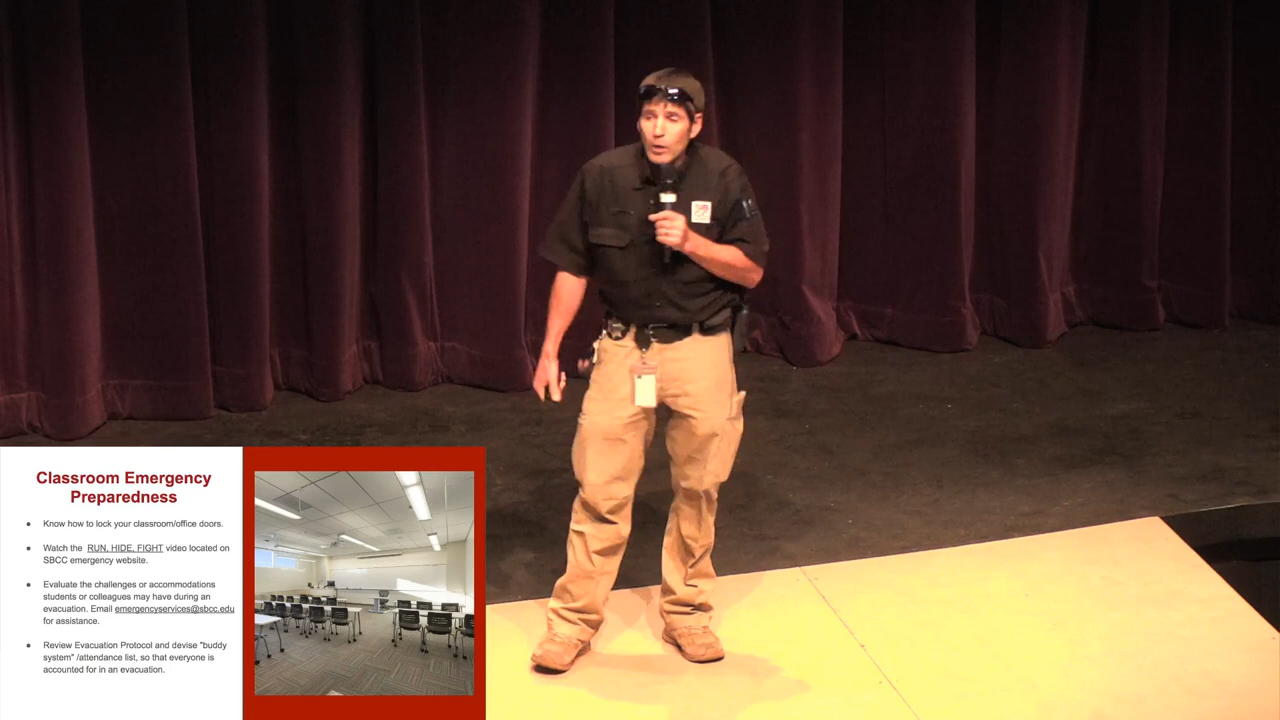 Classroom Emergency
Preparedness
● Know how to lock your classroom/office doors.
● Watch the RUN, HIDE, FIGHT video located on
SBCC emergency website.
● Evaluate the challenges or accommodations
students or colleagues may have during an
evacuation. Email emergencyservices@sbcc.edu
for assistance.
● Review Evacuation Protocol and devise "buddy
system" /attendance list, so that everyone is
accounted for in an evacuation.